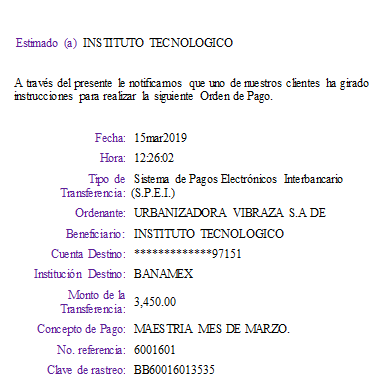 Estimado (a) INSTITUTO TECNOLOGICO
A través del presente le notificamos que uno de nuestros clientes ha girado
instrucciones para realizar la siguiente Orden de Pago.
Fecha: 15mar2019
Hora: 12:26:02
Tipo de Sistema de Pagos Electrónicos Interbancario
Transferencia: (S.P.E.I.)
Ordenante: URBANIZADORA VIBRAZA S.A DE
Beneficiario: INSTITUTO TECNOLOGICO
Cuenta Destino: *************97151
Institución Destino: BANAMEX
Monto de la
Transferencia: 3,450.00
Concepto de Pago: MAESTRIA MES DE MARZO.
No. referencia: 6001601
Clave de rastreo: BB60016013535